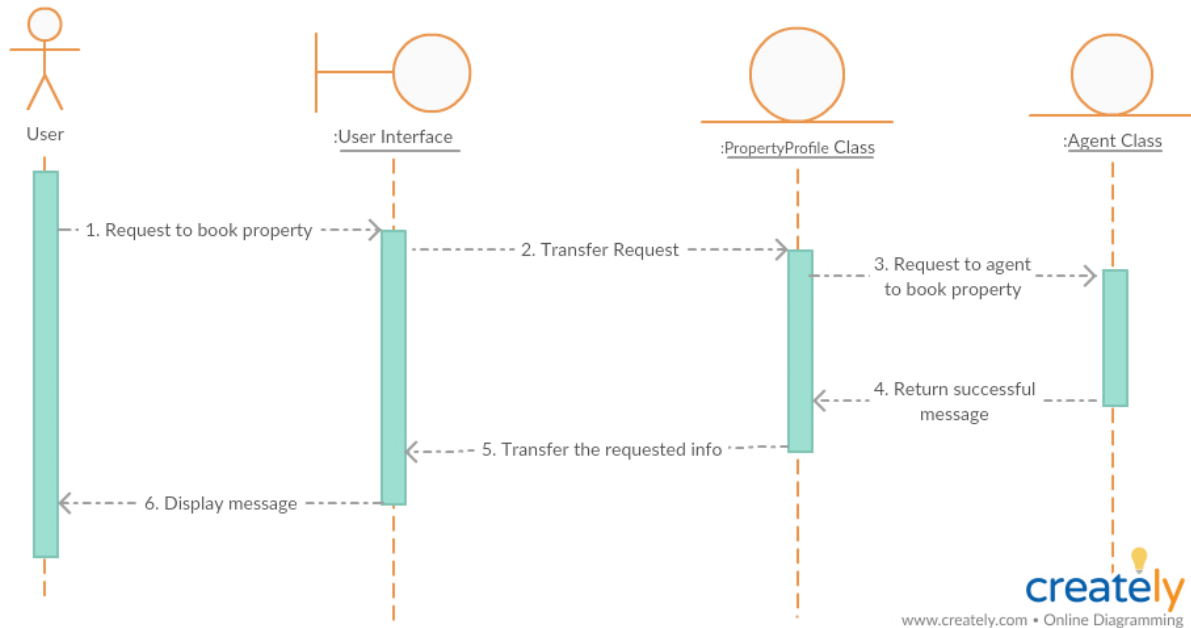 User
:User Interface
:PropertyProfile Class
:Agent Class
1. Request to book property
2. Transfer Request
3. Request to agent
to book property
4. Return successful
message
5. Transfer the requested info
6. Display message
creately
www.creately.com • Online Diagramming